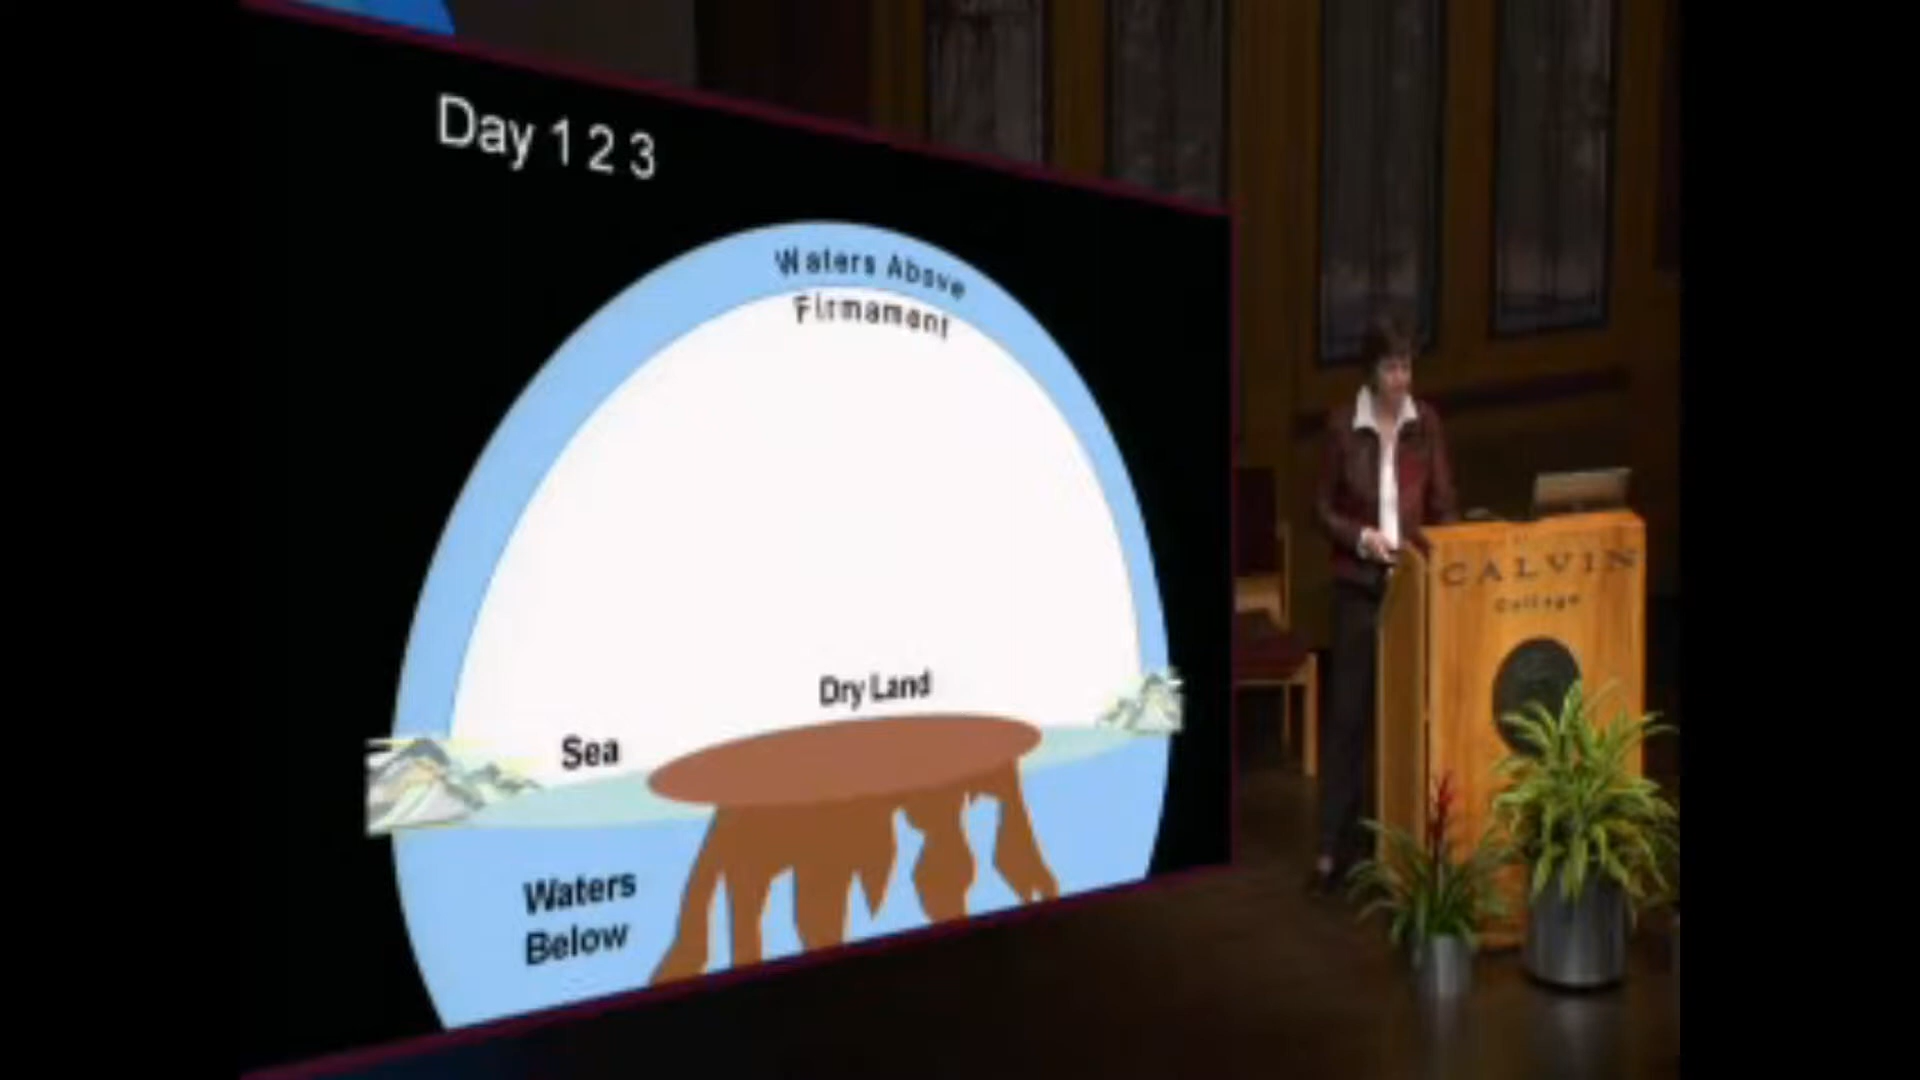 Day 1 2 3
Waters Above
Firmament
Dry Land
Sea
Waters
Below
CALVIN
College